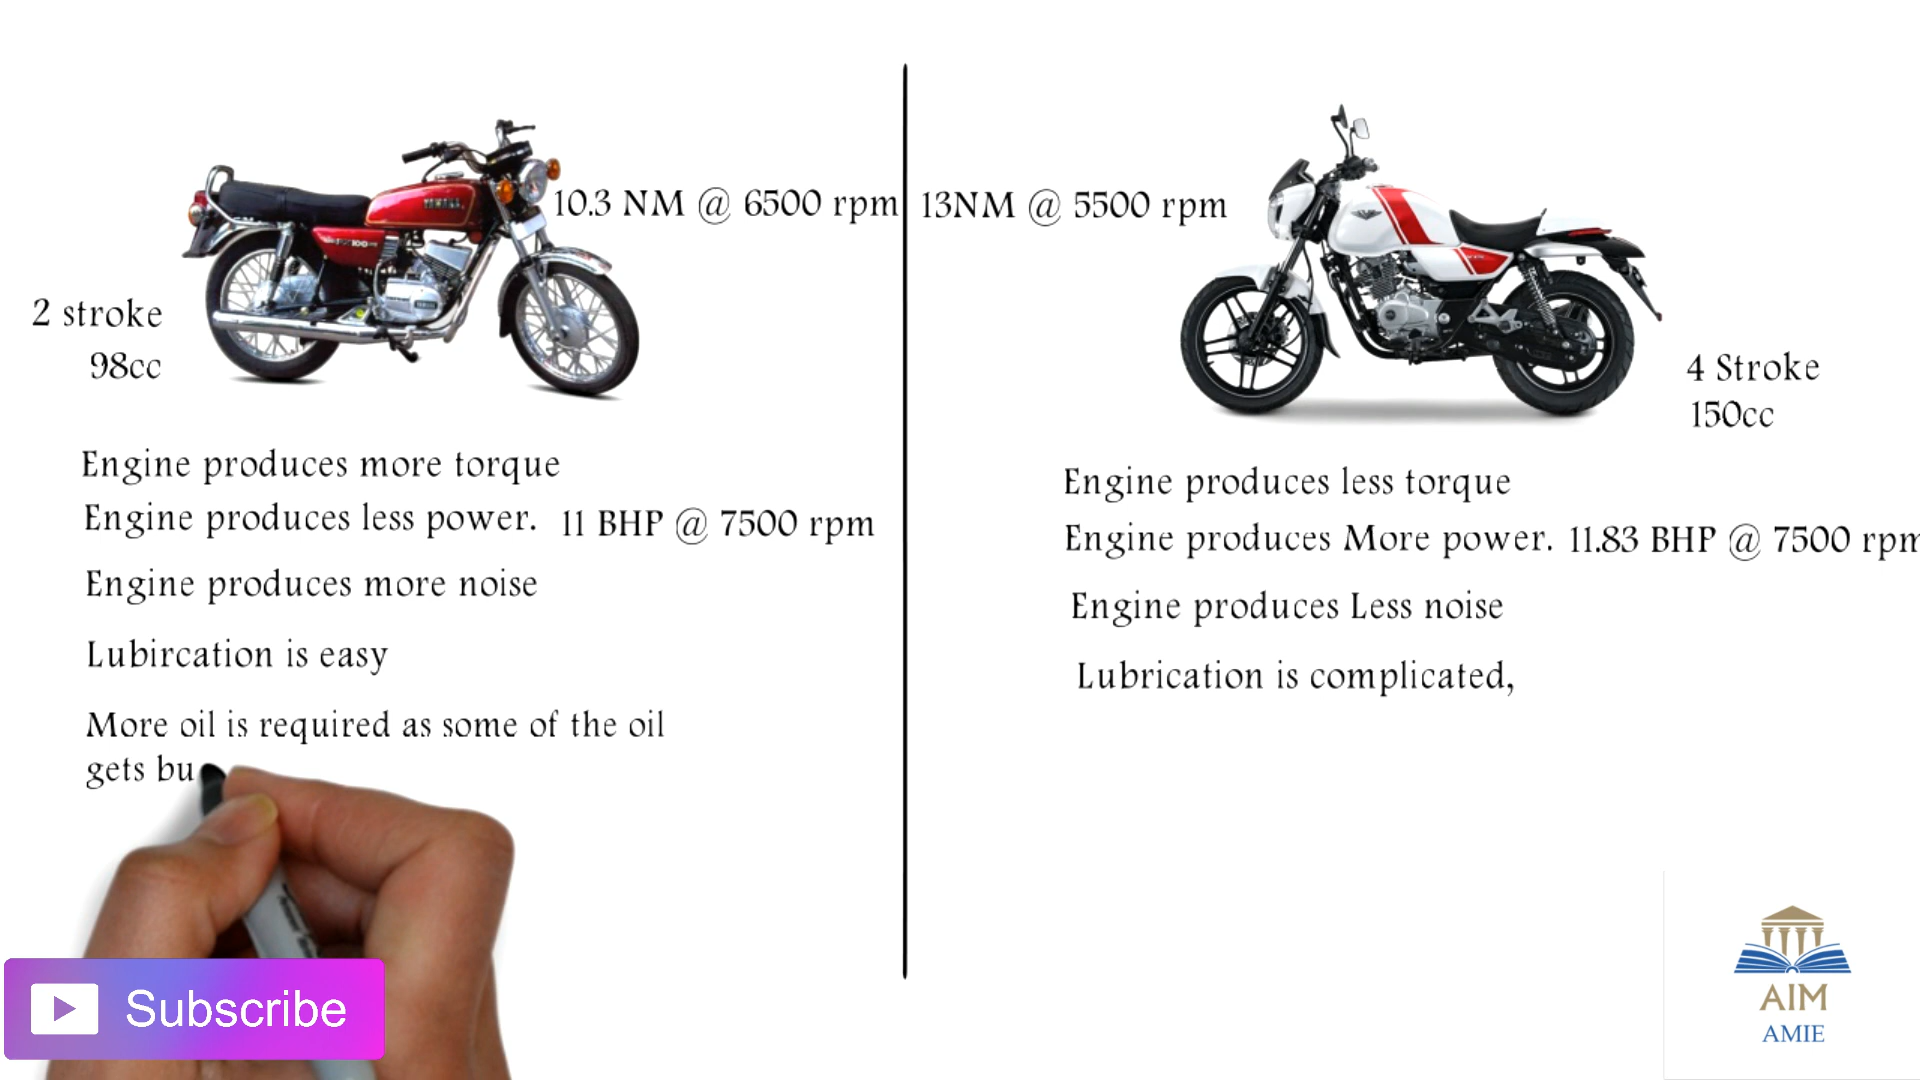 10.3 NM @ 6500 rpm
2 stroke
98cc
Engine produces more torque
Engine produces less power. 11 BHP @ 7500 rpm
Engine produces more noise
Lubircation is easy
More oil is required as some of the oil
gets bu
13NM @ 5500 rpm
4 Stroke
150cc
Engine produces less torque
Engine produces More power. 11.83 BHP @ 7500 rpm
Engine produces Less noise
Lubrication is complicated,
Subscribe
AIM
AMIE
YAMAHA